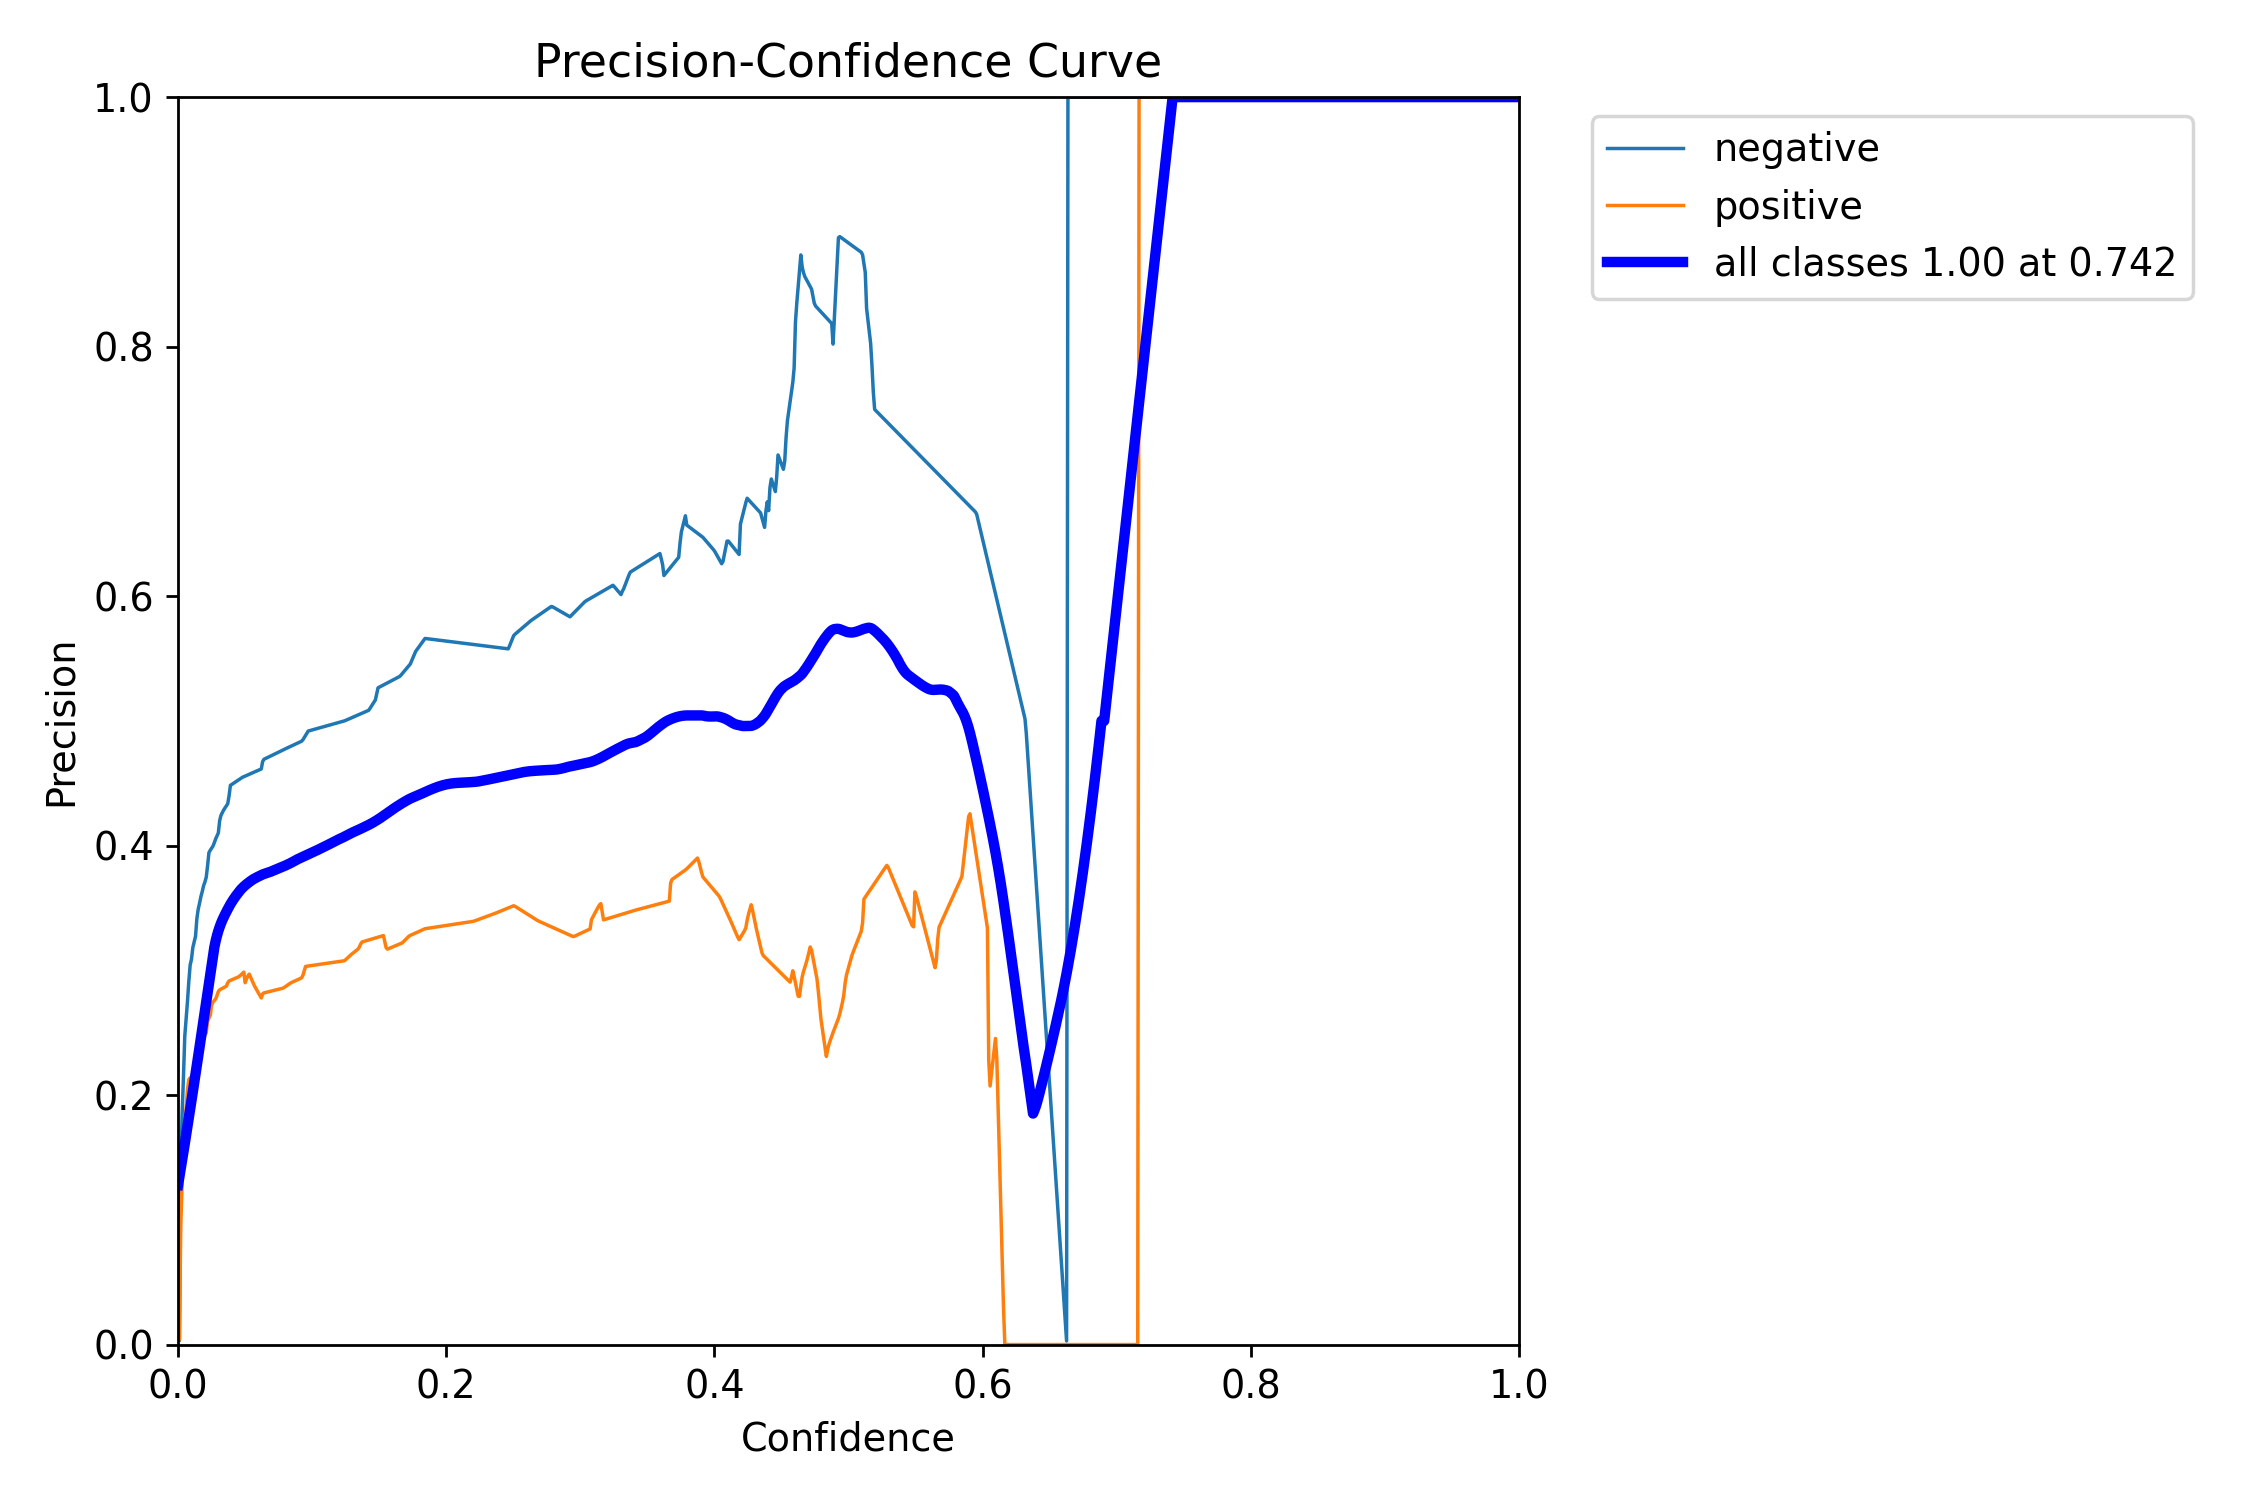 Precision-Confidence Curve
1.0
0.8
0.6
0.4
0.2
0.0
Precision
0.0 0.2 0.4 0.6 0.8 1.0
Confidence
negative
positive
all classes 1.00 at 0.742